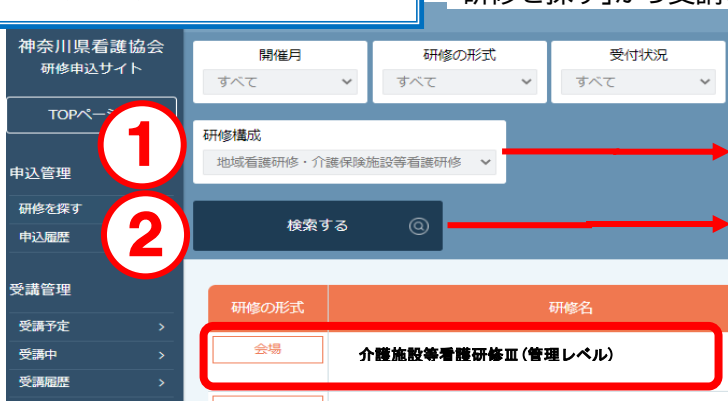 研修を探す」から受講
神奈川県看護協会
研修申込サイト
TOPペー
申込管理
研修を探す
申込履歴
受講管理
受講予定 >
受講中 >
受講履歴 >
開催月
すべて
研修の形式
すべて
受付状況
すべて
①
研修構成
地域看護研修・介護保険施設等看護研修
②
検索する
研修の形式 研修名
会場 介護施設等看護研修Ⅲ(管理レベル)